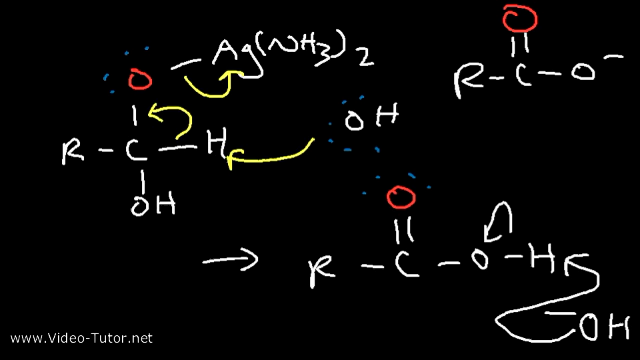 O - Ag(NH3)2
R - C - H
OH
OH
O
R - C - O⁻
→ R - C - O - H
O
⁻OH
www.Video-Tutor.net